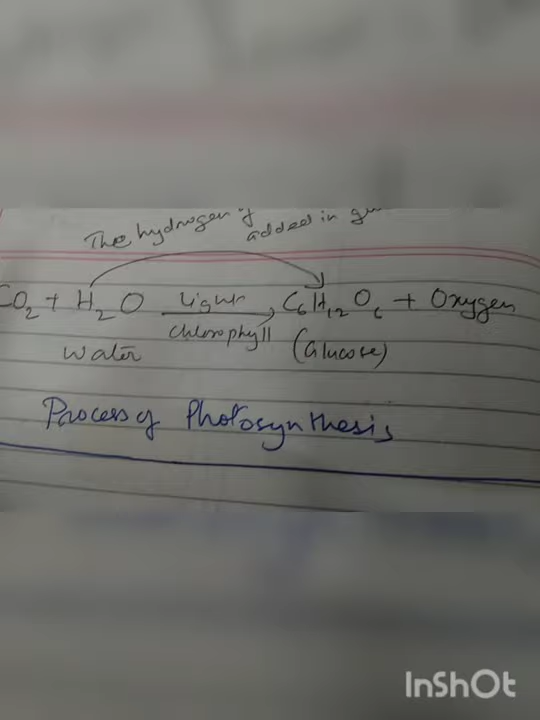 The hydrogen of
added in
CO2 + H2O Light C6H12O6 + Oxygen
Chlorophyll
Water (Glucose)
Process of Photosynthesis
InShOt